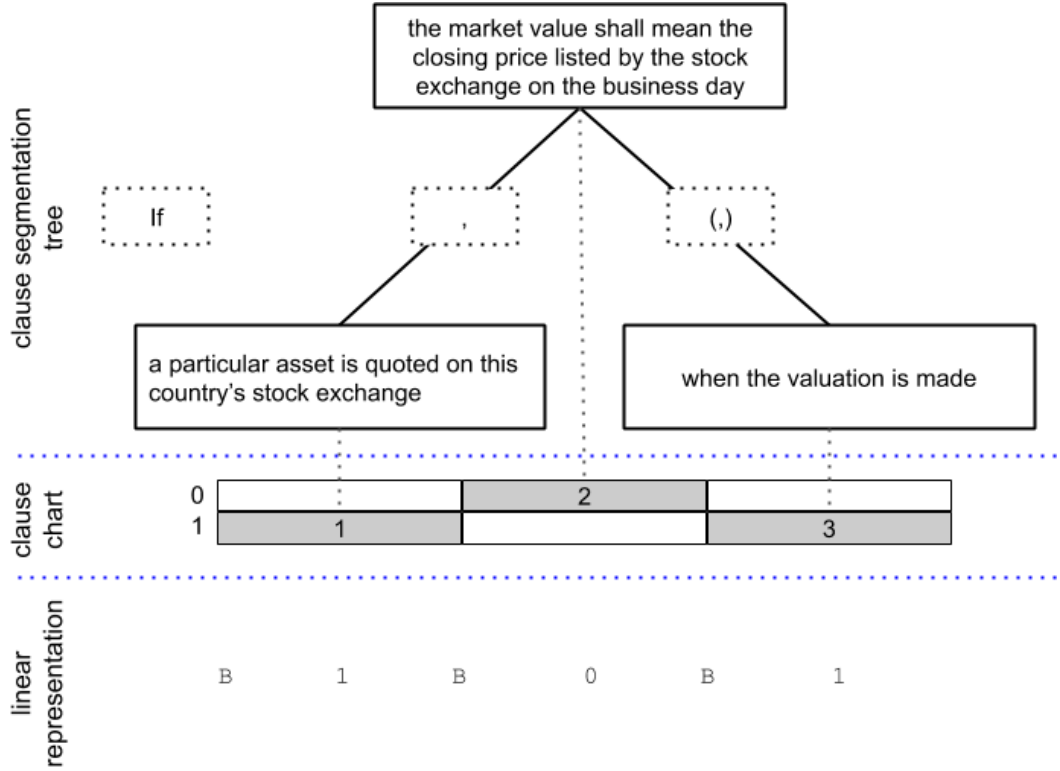 the market value shall mean the
closing price listed by the stock
exchange on the business day
clause segmentation
tree
If
,
(,)
a particular asset is quoted on this
country's stock exchange
when the valuation is made
clause
chart
0
2
1
1
3
linear
representation
B 1 B 0 B 1